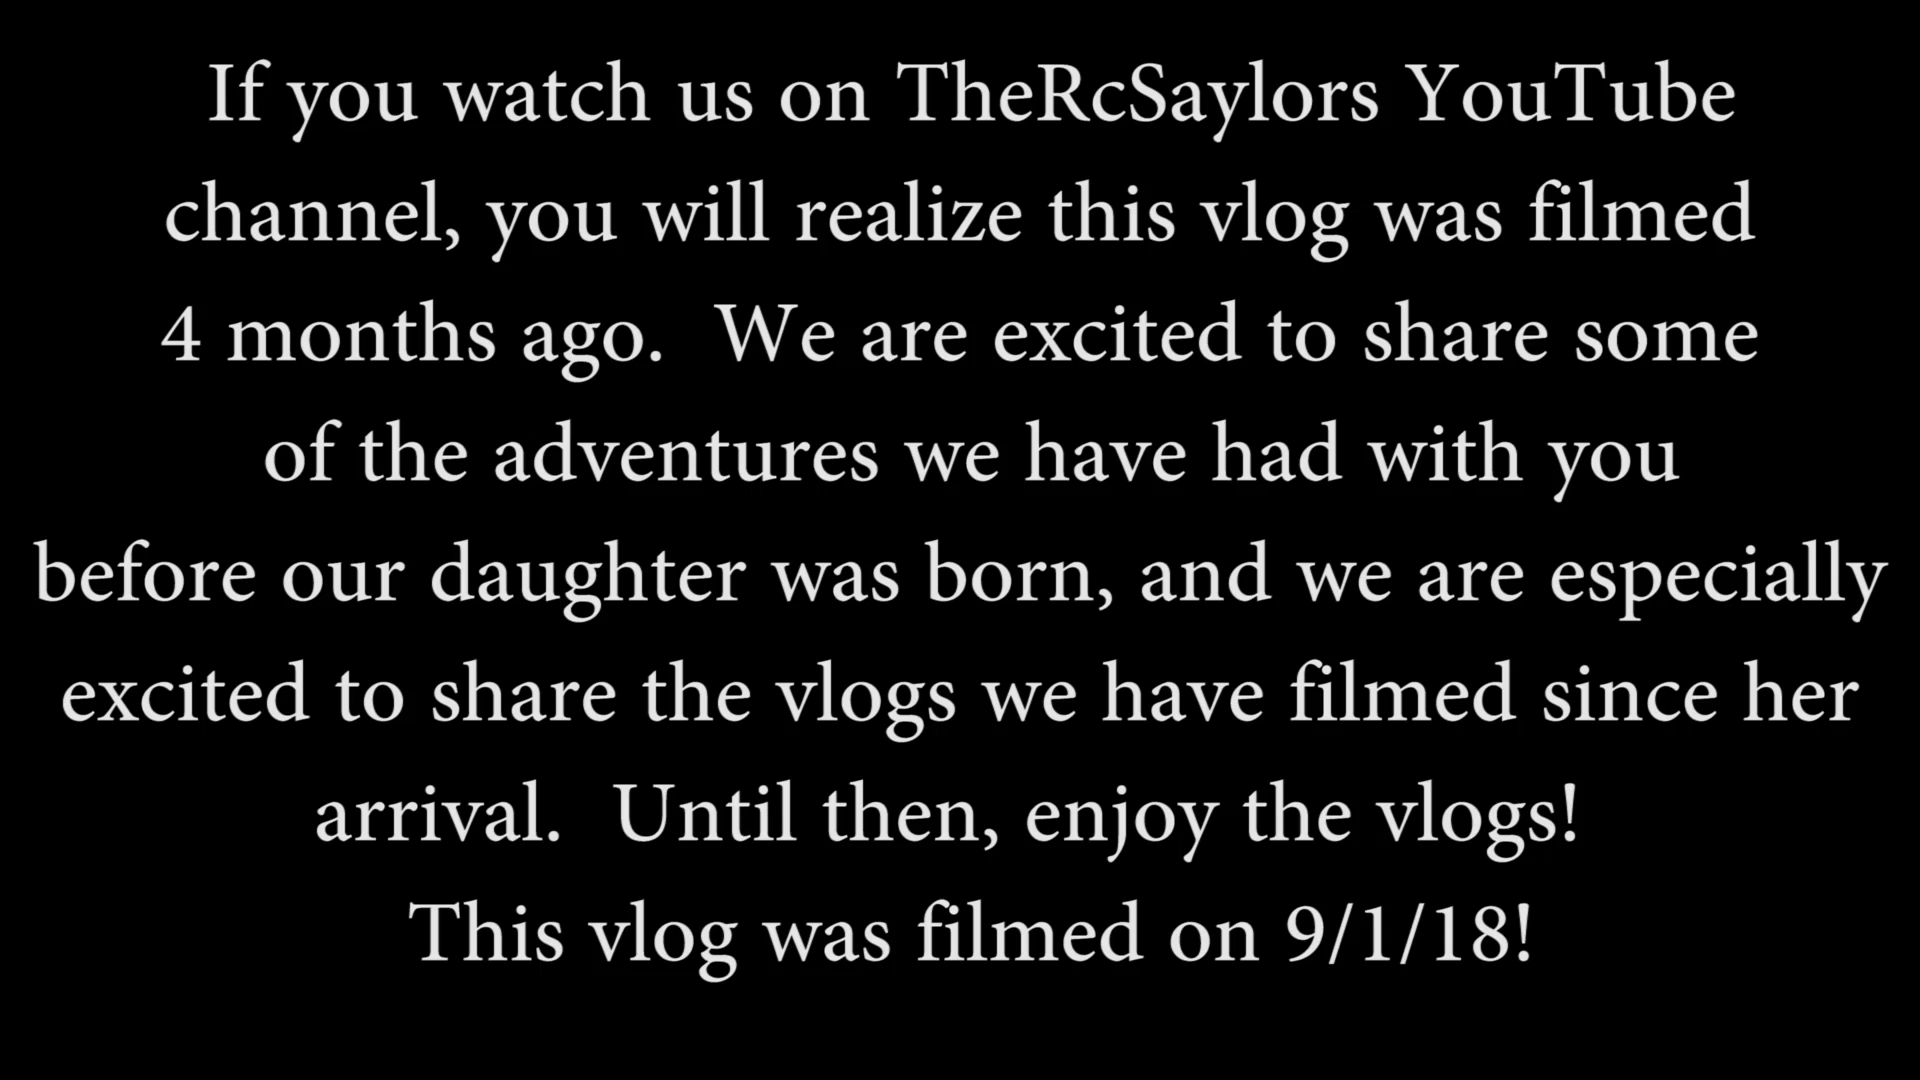 If you watch us on TheRcSaylors YouTube
channel, you will realize this vlog was filmed
4 months ago.  We are excited to share some
of the adventures we have had with you
before our daughter was born, and we are especially
excited to share the vlogs we have filmed since her
arrival.  Until then, enjoy the vlogs!
This vlog was filmed on 9/1/18!